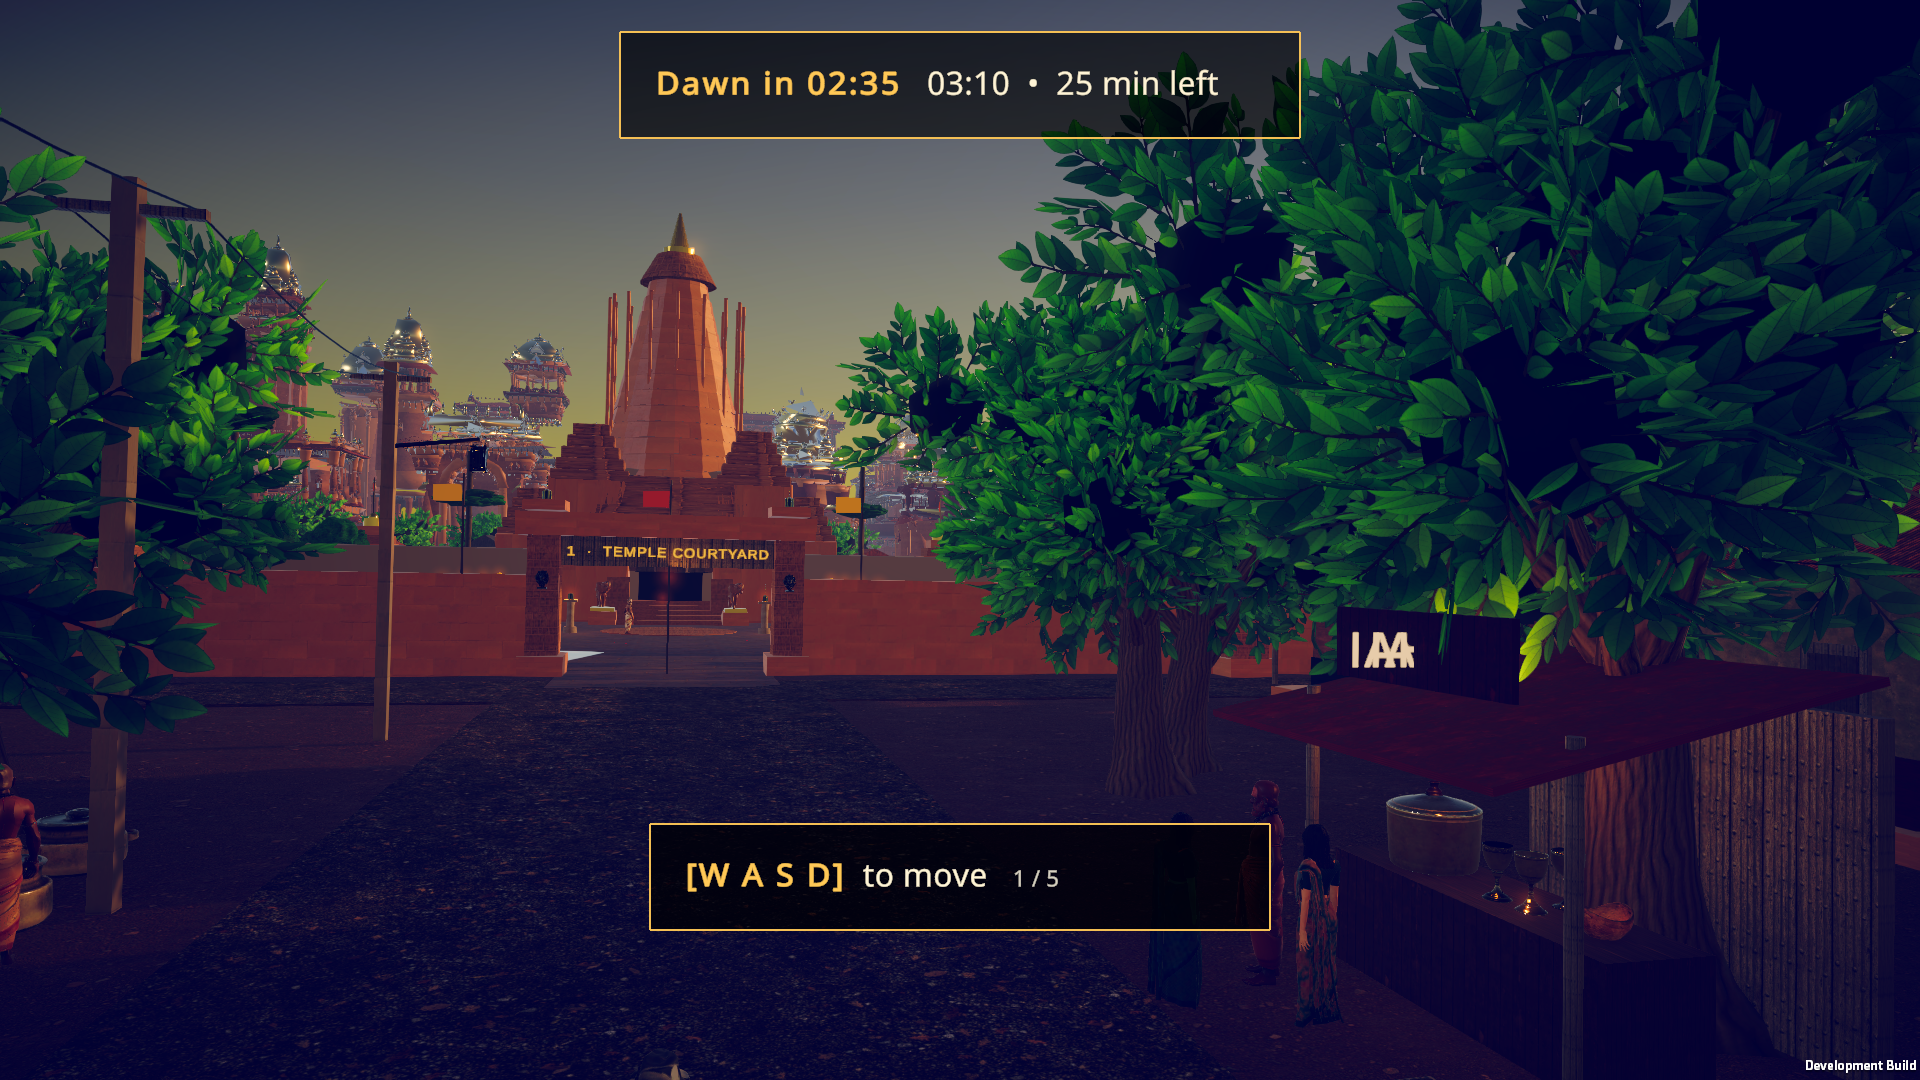 Dawn in 02:35 03:10 • 25 min left
1 · TEMPLE COURTYARD
[W A S D] to move 1 / 5
Development Build